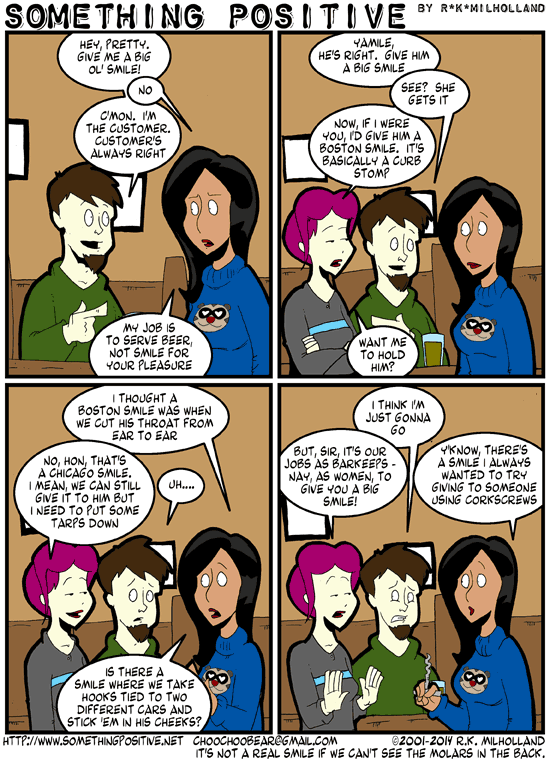 SOMETHING POSITIVE BY R*K*MILHOLLAND
HEY, PRETTY.
GIVE ME A BIG
OL' SMILE!
NO
C'MON. I'M
THE CUSTOMER.
CUSTOMER'S
ALWAYS RIGHT
MY JOB IS
TO SERVE BEER,
NOT SMILE FOR
YOUR PLEASURE
YAMILE,
HE'S RIGHT. GIVE HIM
A BIG SMILE
SEE? SHE
GETS IT
NOW, IF I WERE
YOU, I'D GIVE HIM A
BOSTON SMILE. IT'S
BASICALLY A CURB
STOMP
WANT ME
TO HOLD
HIM?
I THOUGHT A
BOSTON SMILE WAS WHEN
WE CUT HIS THROAT FROM
EAR TO EAR
NO, HON, THAT'S
A CHICAGO SMILE.
I MEAN, WE CAN STILL
GIVE IT TO HIM BUT
I NEED TO PUT SOME
TARPS DOWN
UH....
IS THERE A
SMILE WHERE WE TAKE
HOOKS TIED TO TWO
DIFFERENT CARS AND
STICK 'EM IN HIS CHEEKS?
I THINK I'M
JUST GONNA
GO
BUT, SIR, IT'S OUR
JOBS AS BARKEEPS -
NAY, AS WOMEN, TO
GIVE YOU A BIG
SMILE!
Y'KNOW, THERE'S
A SMILE I ALWAYS
WANTED TO TRY
GIVING TO SOMEONE
USING CORKSCREWS
HTTP://WWW.SOMETHINGPOSITIVE.NET CHOOCHOOBEAR@GMAIL.COM ©2001-2014 R.K. MILHOLLAND
IT'S NOT A REAL SMILE IF WE CAN'T SEE THE MOLARS IN THE BACK.